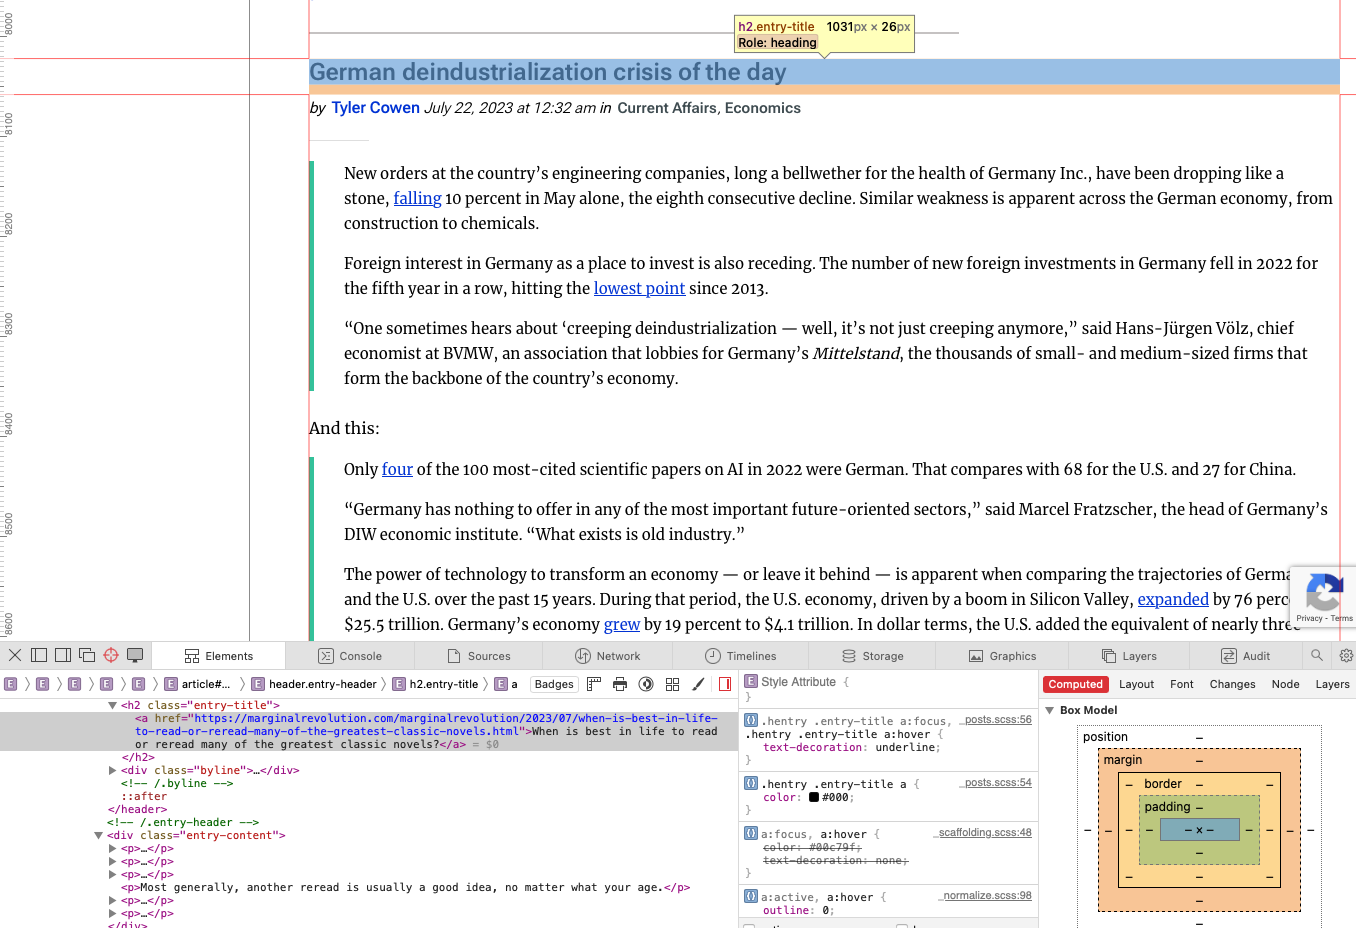 8000
h2.entry-title 1031px × 26px
Role: heading
German deindustrialization crisis of the day
by Tyler Cowen July 22, 2023 at 12:32 am in Current Affairs, Economics
8100
New orders at the country’s engineering companies, long a bellwether for the health of Germany Inc., have been dropping like a
stone, falling 10 percent in May alone, the eighth consecutive decline. Similar weakness is apparent across the German economy, from
construction to chemicals.
8200
Foreign interest in Germany as a place to invest is also receding. The number of new foreign investments in Germany fell in 2022 for
the fifth year in a row, hitting the lowest point since 2013.
8300
“One sometimes hears about ‘creeping deindustrialization — well, it’s not just creeping anymore,” said Hans-Jürgen Völz, chief
economist at BVMW, an association that lobbies for Germany’s Mittelstand, the thousands of small- and medium-sized firms that
form the backbone of the country’s economy.
8400
And this:
Only four of the 100 most-cited scientific papers on AI in 2022 were German. That compares with 68 for the U.S. and 27 for China.
“Germany has nothing to offer in any of the most important future-oriented sectors,” said Marcel Fratzscher, the head of Germany’s
8500
DIW economic institute. “What exists is old industry.”
The power of technology to transform an economy — or leave it behind — is apparent when comparing the trajectories of Germa
and the U.S. over the past 15 years. During that period, the U.S. economy, driven by a boom in Silicon Valley, expanded by 76 perc
8600
$25.5 trillion. Germany’s economy grew by 19 percent to $4.1 trillion. In dollar terms, the U.S. added the equivalent of nearly three
Privacy - Terms
Elements Console Sources Network Timelines Storage Graphics Layers Audit
E E E E E E article#... E header.entry-header E h2.entry-title E a Badges
<h2 class="entry-title">
<a href="https://marginalrevolution.com/marginalrevolution/2023/07/when-is-best-in-life-
to-read-or-reread-many-of-the-greatest-classic-novels.html">When is best in life to read
or reread many of the greatest classic novels?</a> = $0
</h2>
<div class="byline">…</div>
<!-- /.byline -->
::after
</header>
<!-- /.entry-header -->
<div class="entry-content">
<p>…</p>
<p>…</p>
<p>…</p>
<p>Most generally, another reread is usually a good idea, no matter what your age.</p>
<p>…</p>
<p>…</p>
</div>
E Style Attribute {
}
.hentry .entry-title a:focus, _posts.scss:56
.hentry .entry-title a:hover {
text-decoration: underline;
}
.hentry .entry-title a { _posts.scss:54
color: #000;
}
a:focus, a:hover { _scaffolding.scss:48
color: #00c79f;
text-decoration: none;
}
a:active, a:hover { _normalize.scss:98
outline: 0;
Computed Layout Font Changes Node Layers
Box Model
position –
margin –
– border –
padding –
– – – – – × – – – – –
–
– –
–
–